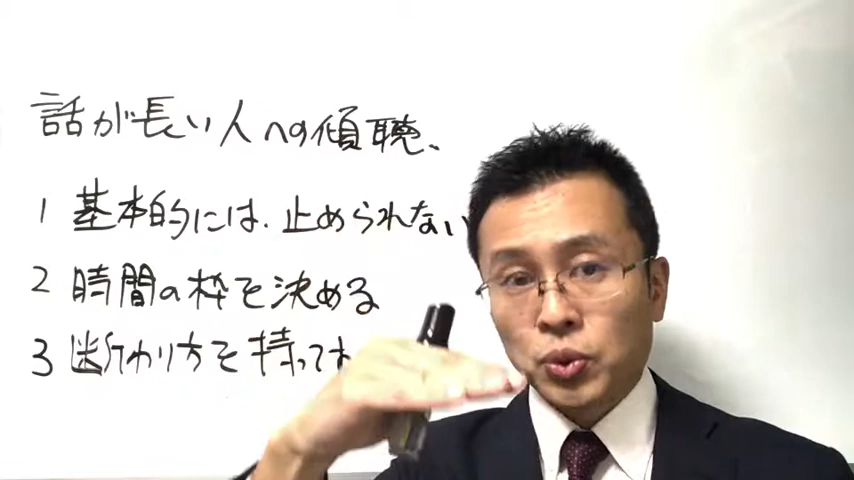 話が長い人への傾聴、
1 基本的には、止められない
2 時間の枠を決める
3 断わり方を持って